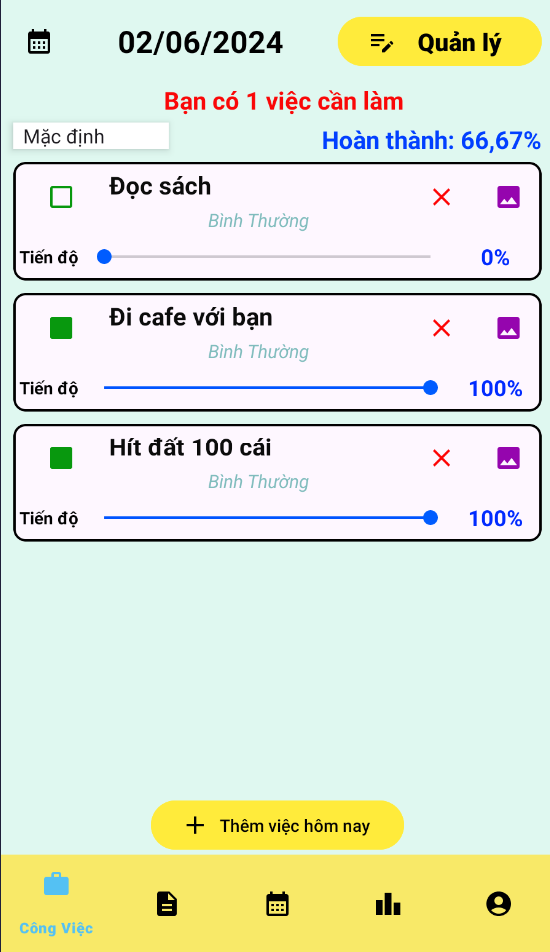 02/06/2024
Quản lý
Bạn có 1 việc cần làm
Mặc định
Hoàn thành: 66,67%
Đọc sách
Bình Thường
Tiến độ
0%
Đi cafe với bạn
Bình Thường
Tiến độ
100%
Hít đất 100 cái
Bình Thường
Tiến độ
100%
Thêm việc hôm nay
Công Việc